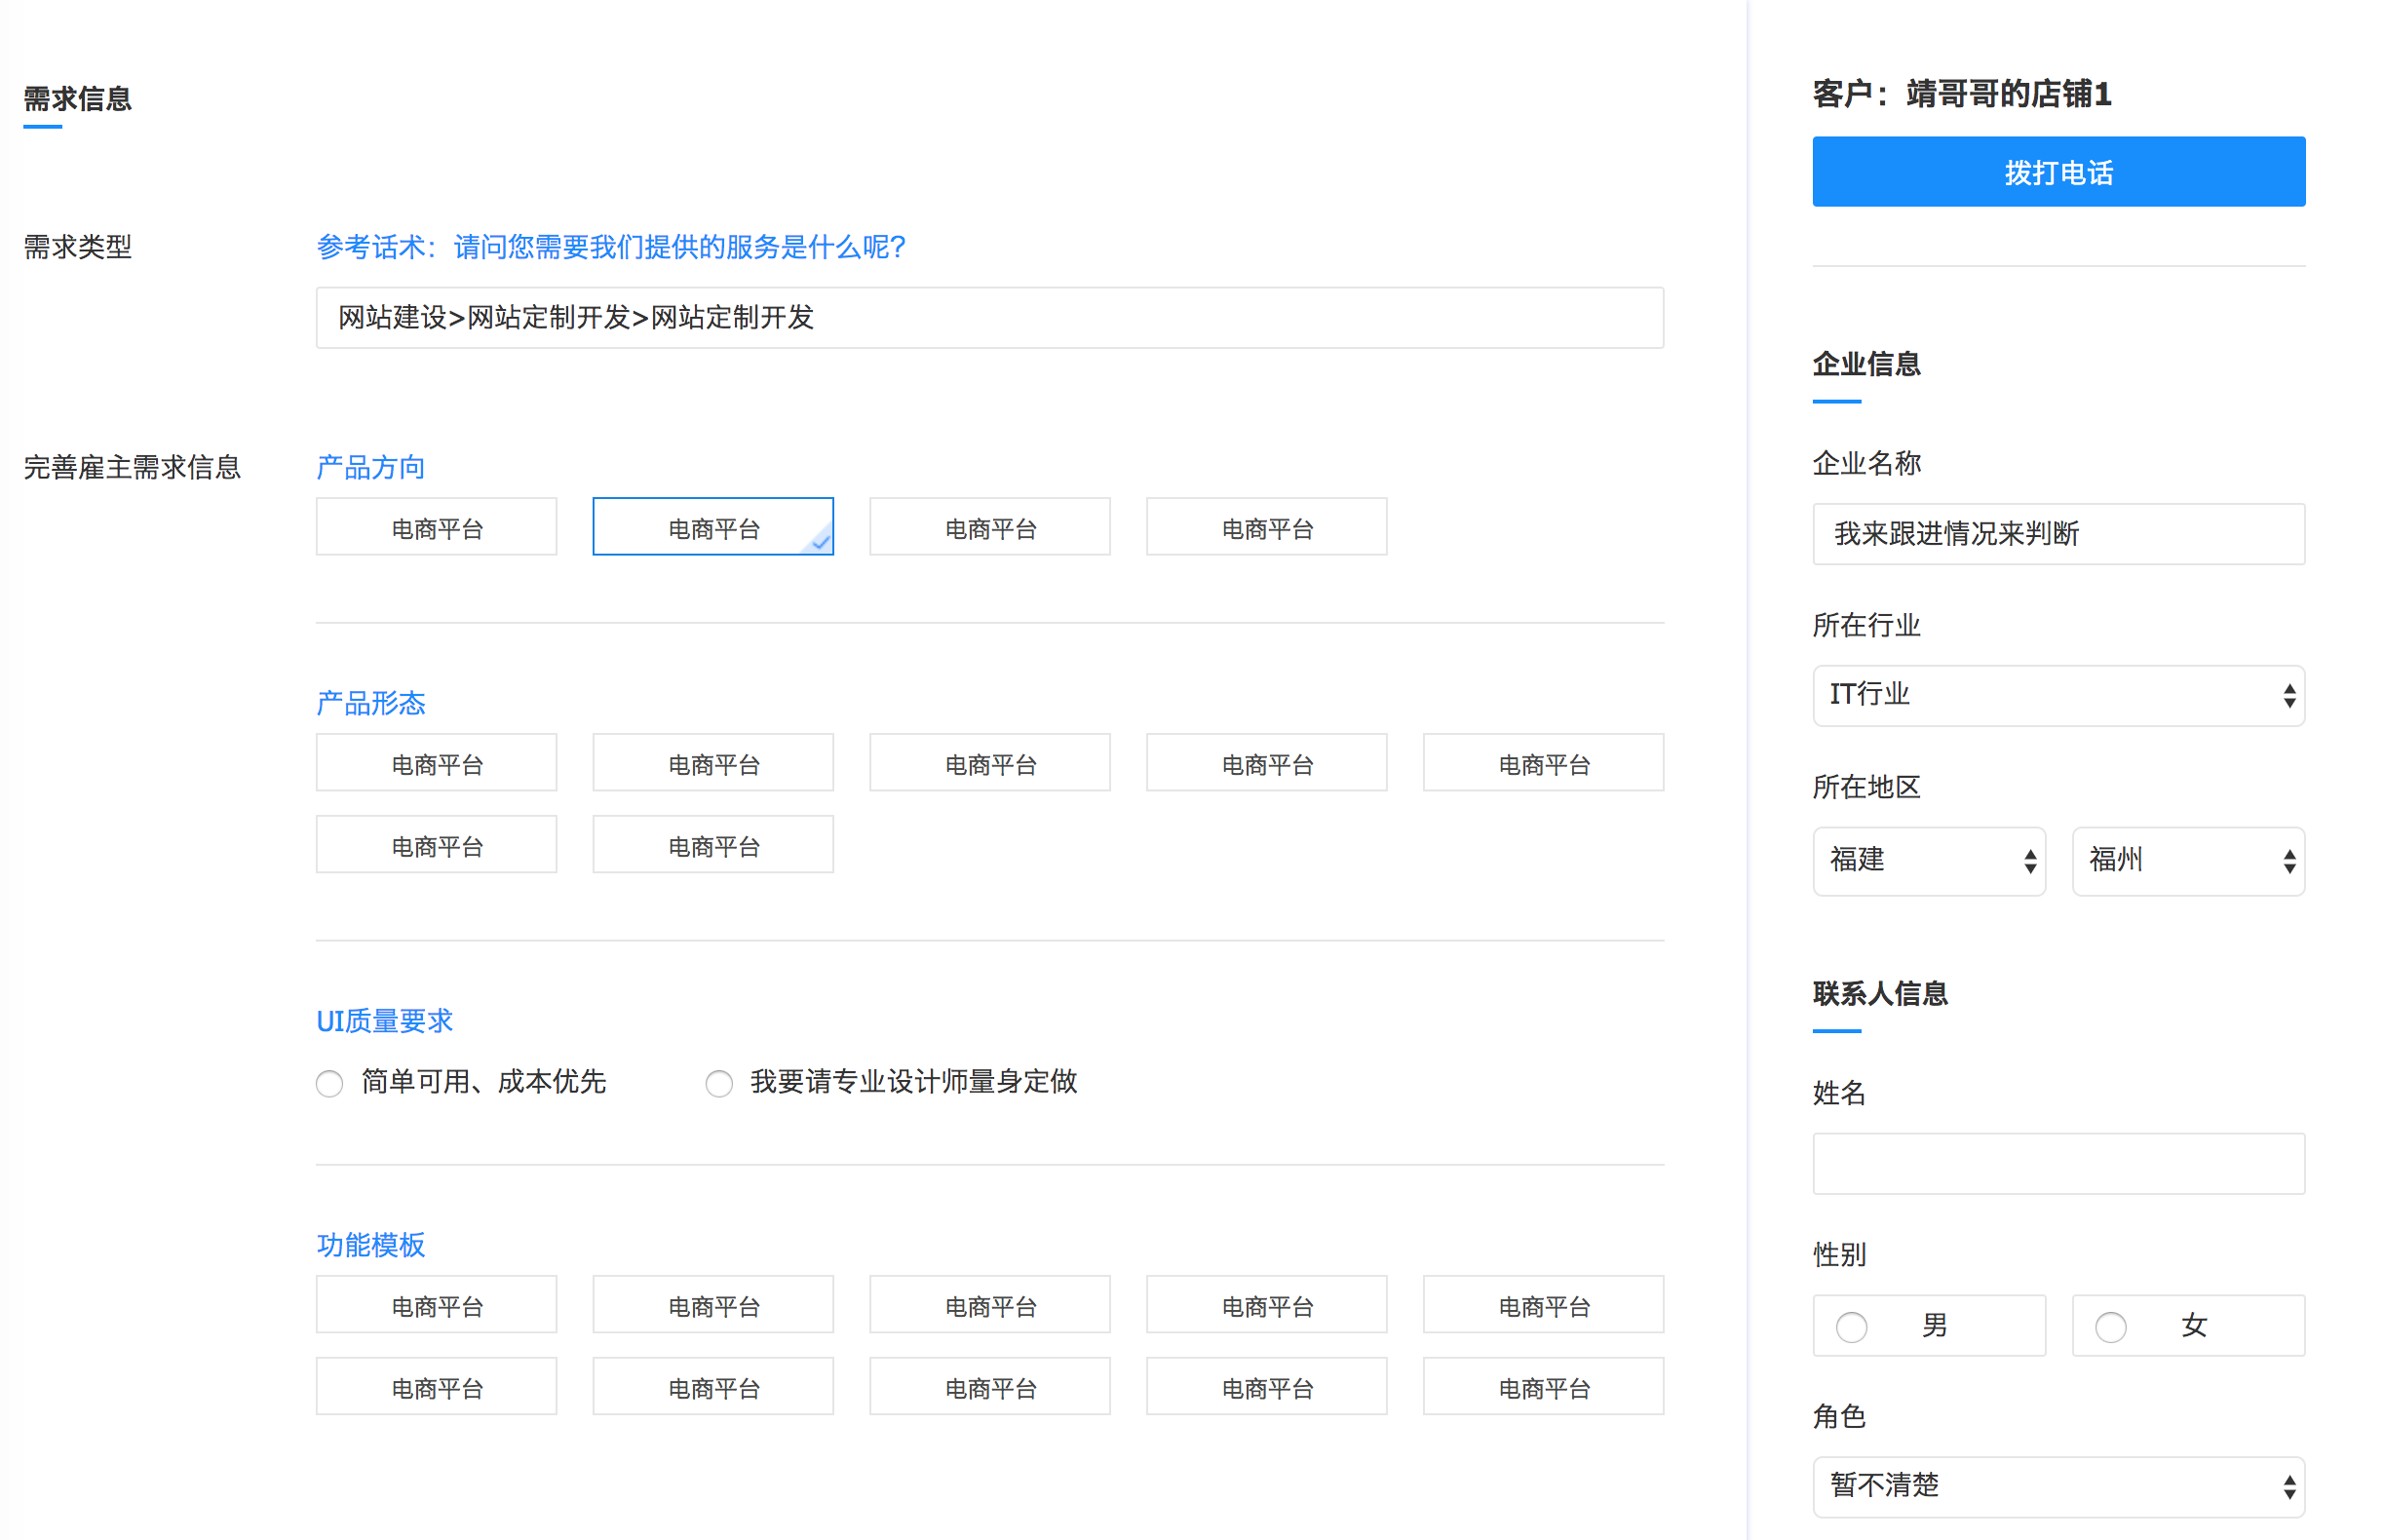 需求信息
需求类型
参考话术：请问您需要我们提供的服务是什么呢？
网站建设>网站定制开发>网站定制开发
完善雇主需求信息
产品方向
电商平台 电商平台 电商平台 电商平台
产品形态
电商平台 电商平台 电商平台 电商平台 电商平台
电商平台 电商平台
UI质量要求
简单可用、成本优先 我要请专业设计师量身定做
功能模板
电商平台 电商平台 电商平台 电商平台 电商平台
电商平台 电商平台 电商平台 电商平台 电商平台
客户：靖哥哥的店铺1
拨打电话
企业信息
企业名称
我来跟进情况来判断
所在行业
IT行业
所在地区
福建 福州
联系人信息
姓名
性别
男 女
角色
暂不清楚